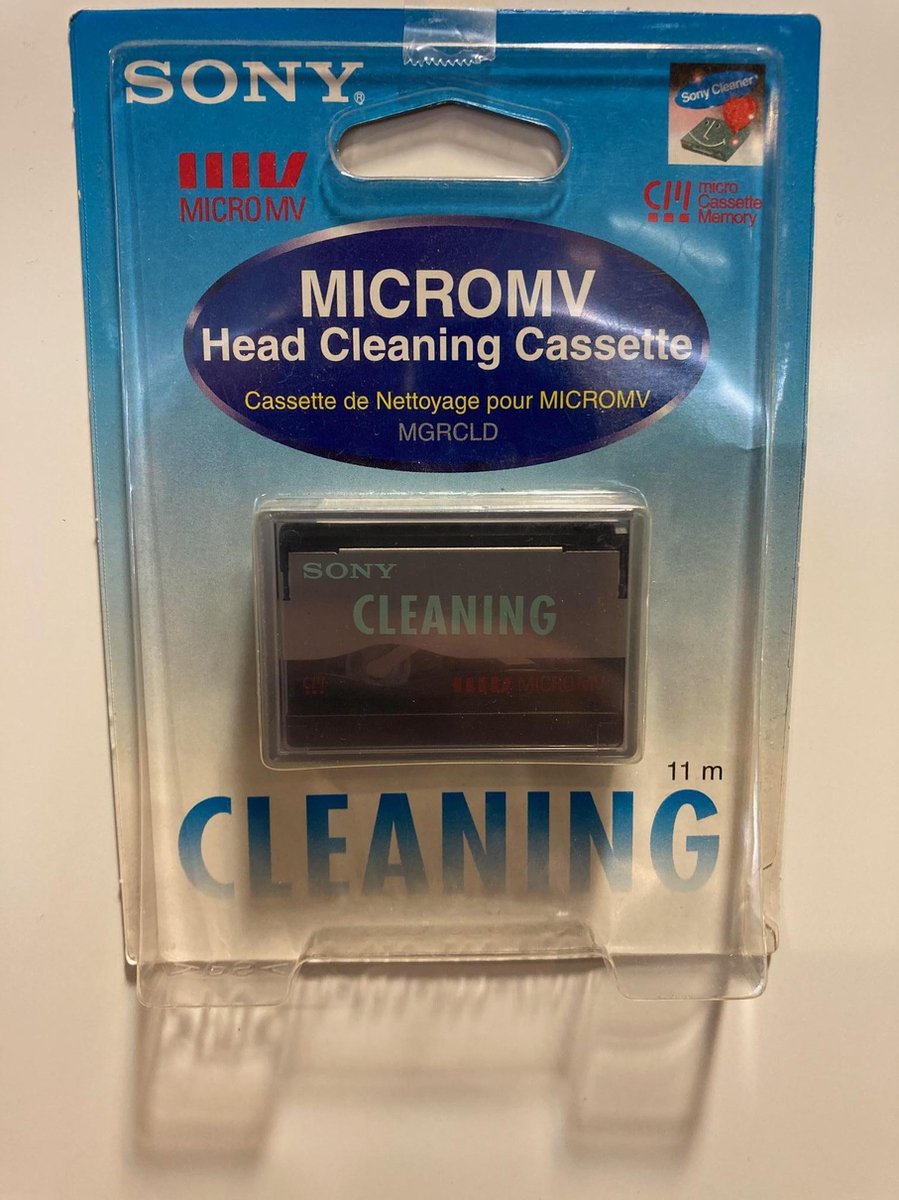 SONY®
Sony Cleaner
MICROMV
micro
Cassette
Memory
MICROMV
Head Cleaning Cassette
Cassette de Nettoyage pour MICROMV
MGRCLD
SONY
CLEANING
MICROMV
11 m
CLEANING